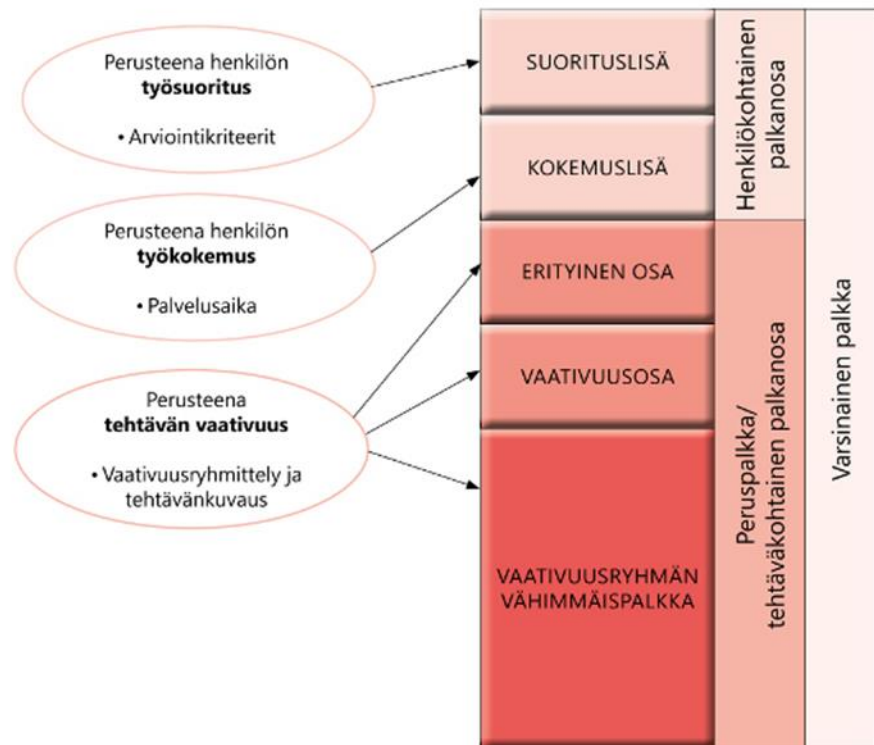 Perusteena henkilön
työsuoritus
• Arviointikriteerit
Perusteena henkilön
työkokemus
• Palvelusaika
Perusteena
tehtävän vaativuus
• Vaativuusryhmittely ja
tehtävänkuvaus
SUORITUSLISÄ
KOKEMUSLISÄ
ERITYINEN OSA
VAATIVUUSOSA
VAATIVUUSRYHMÄN
VÄHIMMÄISPALKKA
Henkilökohtainen
palkanosa
Peruspalkka/
tehtäväkohtainen palkanosa
Varsinainen palkka